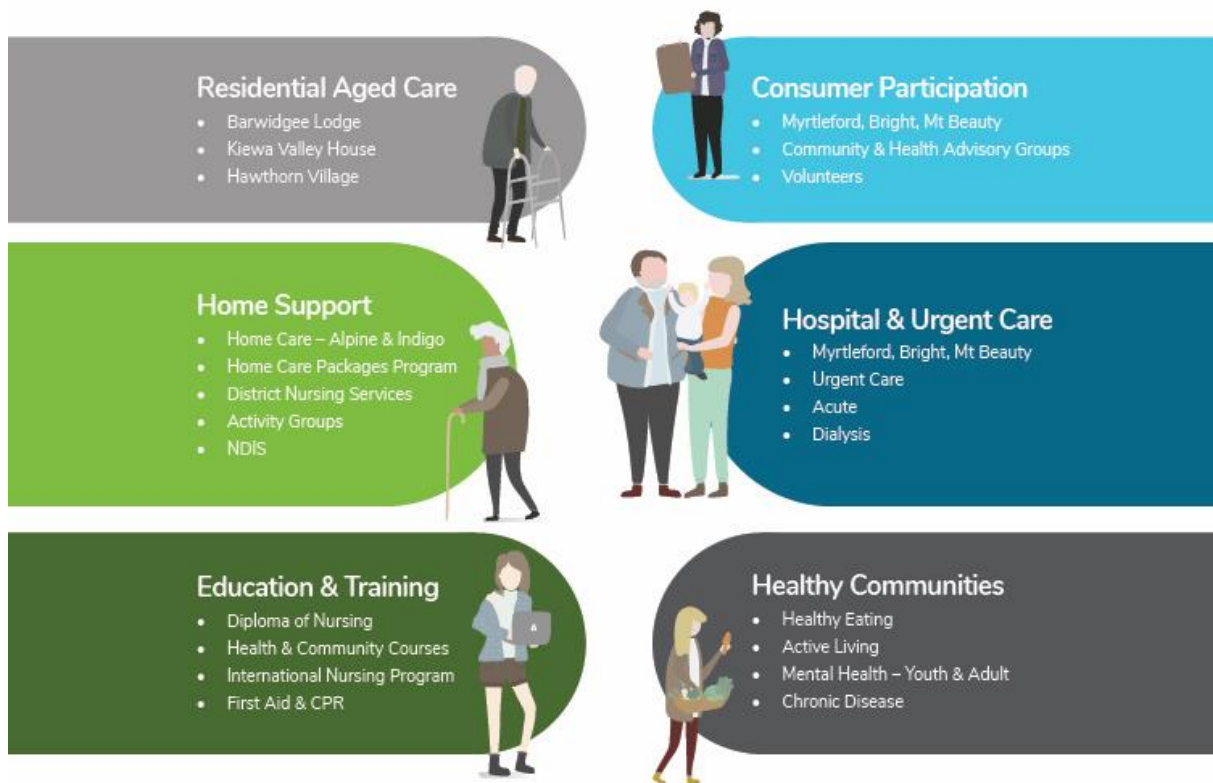 Residential Aged Care
• Barwidgee Lodge
• Kiewa Valley House
• Hawthorn Village
Consumer Participation
• Myrtleford, Bright, Mt Beauty
• Community & Health Advisory Groups
• Volunteers
Home Support
• Home Care – Alpine & Indigo
• Home Care Packages Program
• District Nursing Services
• Activity Groups
• NDIS
Hospital & Urgent Care
• Myrtleford, Bright, Mt Beauty
• Urgent Care
• Acute
• Dialysis
Education & Training
• Diploma of Nursing
• Health & Community Courses
• International Nursing Program
• First Aid & CPR
Healthy Communities
• Healthy Eating
• Active Living
• Mental Health – Youth & Adult
• Chronic Disease